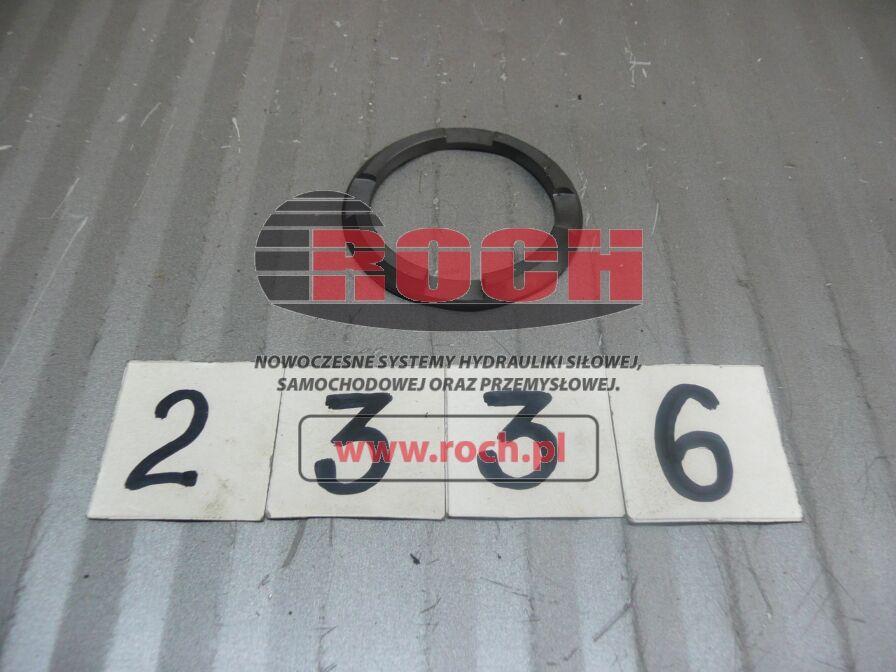 ROCH
NOWOCZESNE SYSTEMY HYDRAULIKI SIŁOWEJ,
SAMOCHODOWEJ ORAZ PRZEMYSŁOWEJ.
2 3 3 6
www.roch.pl